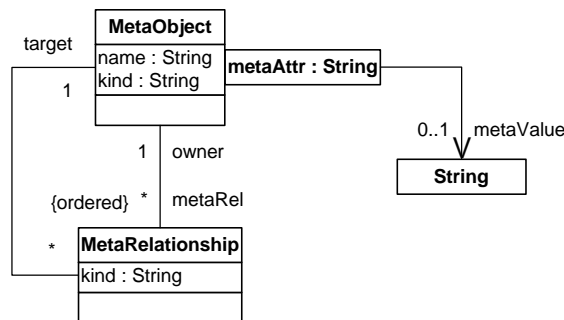 MetaObject
target
name : String
kind : String
metaAttr : String
1
1
owner
0..1
metaValue
String
{ordered}
*
metaRel
*
MetaRelationship
kind : String